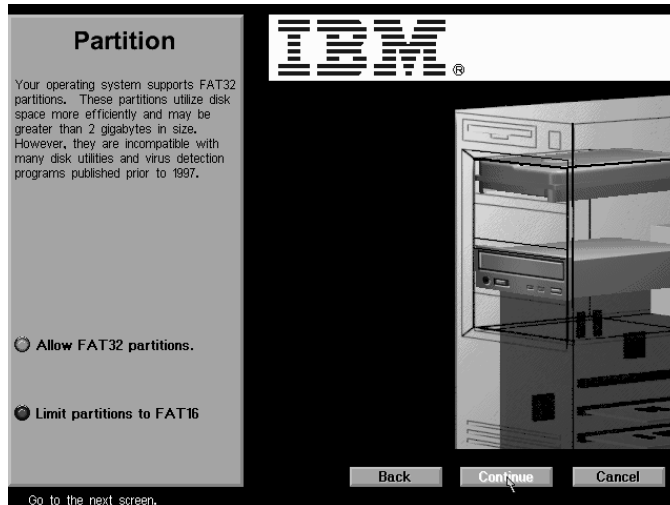 Partition
IBM®
Your operating system supports FAT32
partitions. These partitions utilize disk
space more efficiently and may be
greater than 2 gigabytes in size.
However, they are incompatible with
many disk utilities and virus detection
programs published prior to 1997.
Allow FAT32 partitions.
Limit partitions to FAT16
Back Continue Cancel
Go to the next screen.